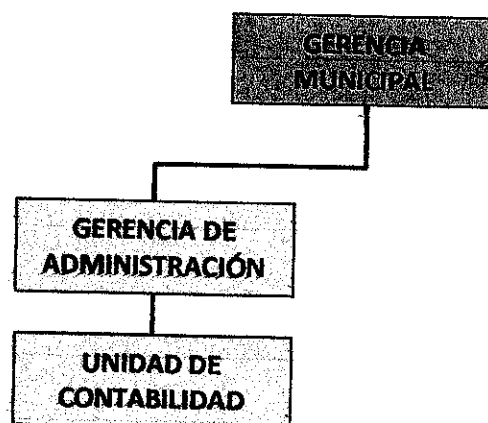 GERENCIA
MUNICIPAL
GERENCIA DE
ADMINISTRACIÓN
UNIDAD DE
CONTABILIDAD